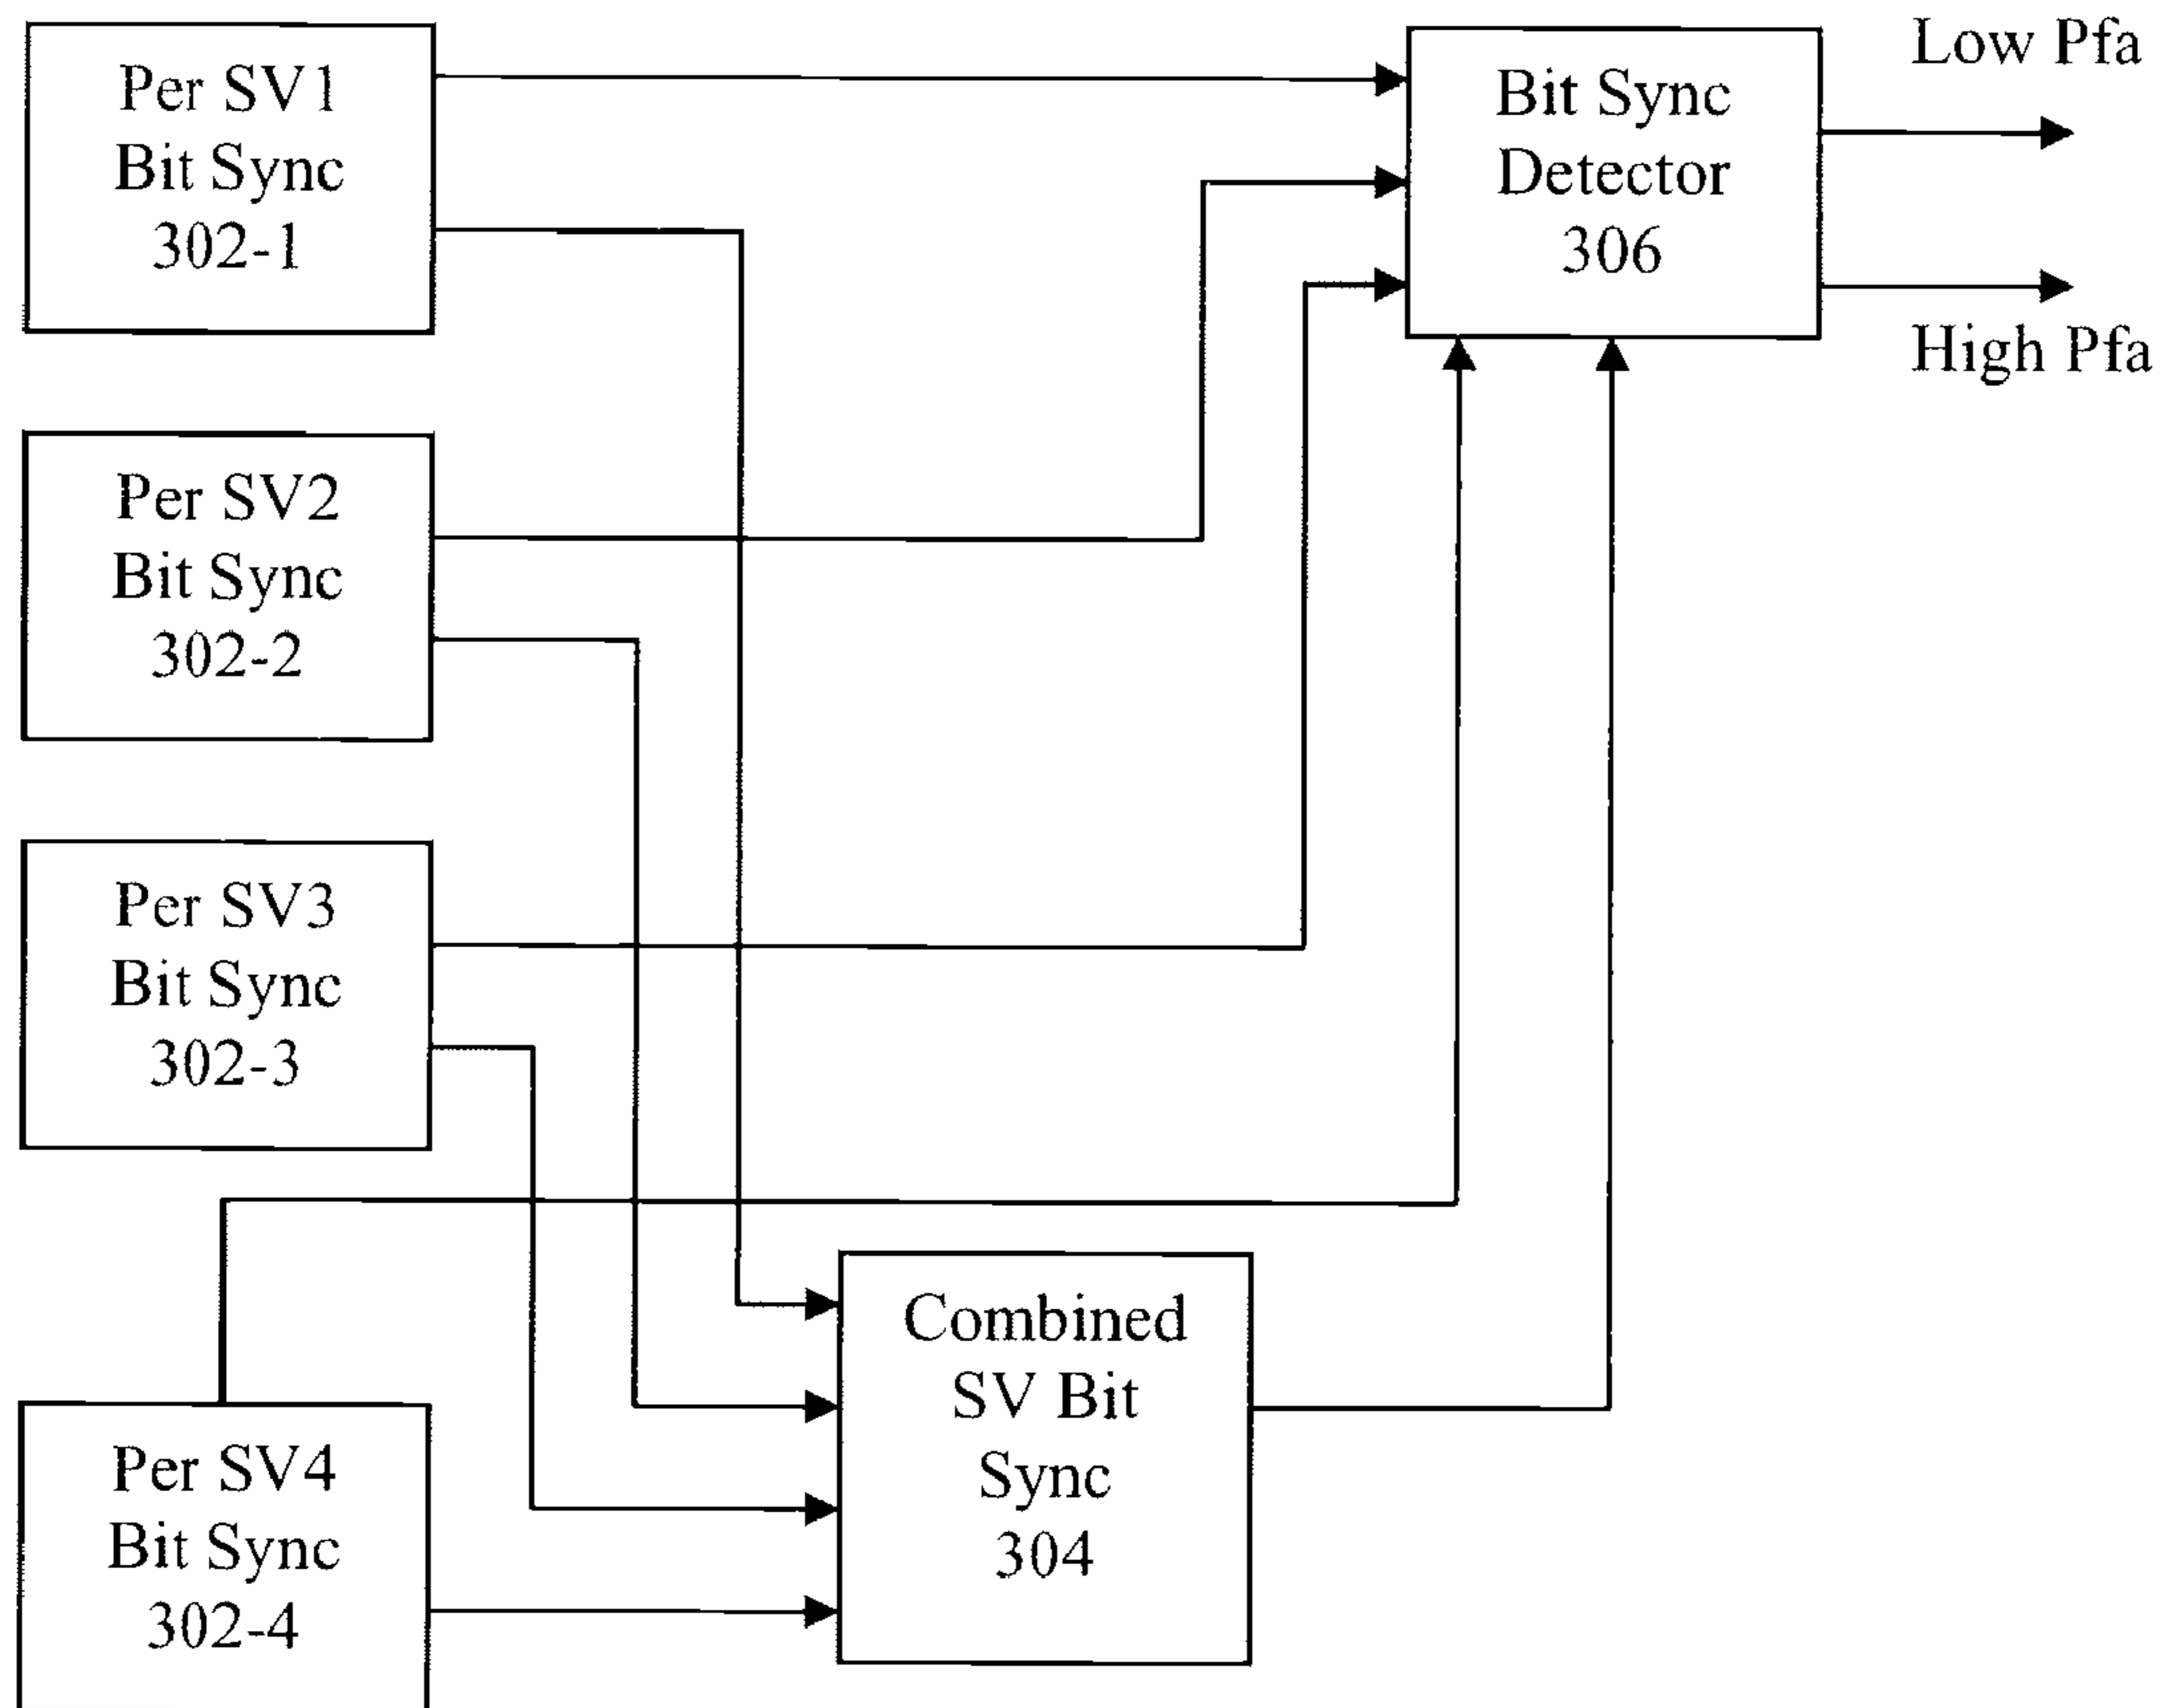 Per SV1
Bit Sync
302-1
Bit Sync
Detector
306
Low Pfa
High Pfa
Per SV2
Bit Sync
302-2
Per SV3
Bit Sync
302-3
Per SV4
Bit Sync
302-4
Combined
SV Bit
Sync
304